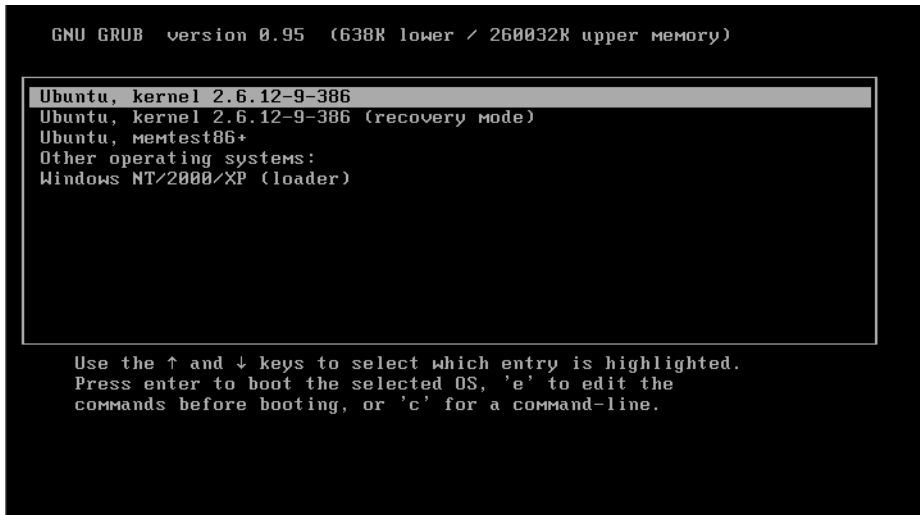 GNU GRUB  version 0.95  (638K lower / 260032K upper memory)
Ubuntu, kernel 2.6.12-9-386
Ubuntu, kernel 2.6.12-9-386 (recovery mode)
Ubuntu, memtest86+
Other operating systems:
Windows NT/2000/XP (loader)
Use the ↑ and ↓ keys to select which entry is highlighted.
Press enter to boot the selected OS, 'e' to edit the
commands before booting, or 'c' for a command-line.